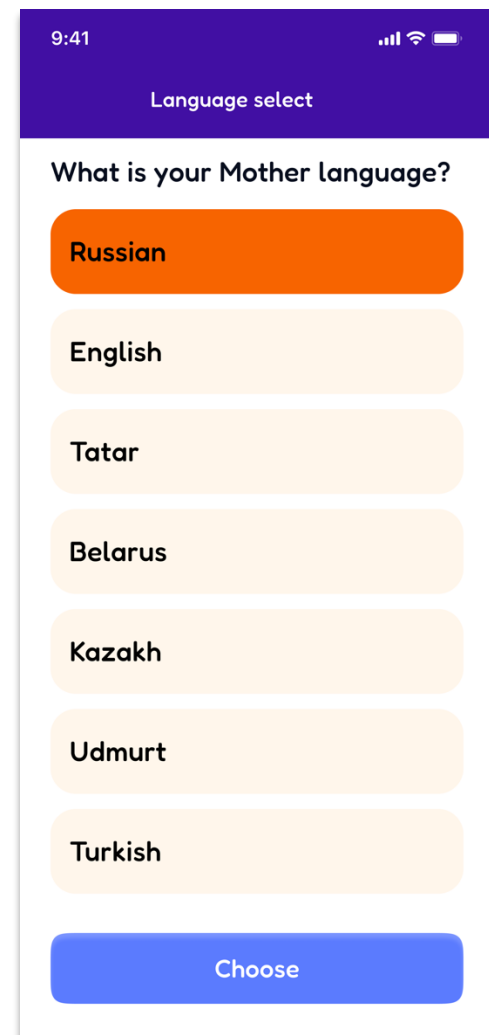 9:41
Language select
What is your Mother language?
Russian
English
Tatar
Belarus
Kazakh
Udmurt
Turkish
Choose